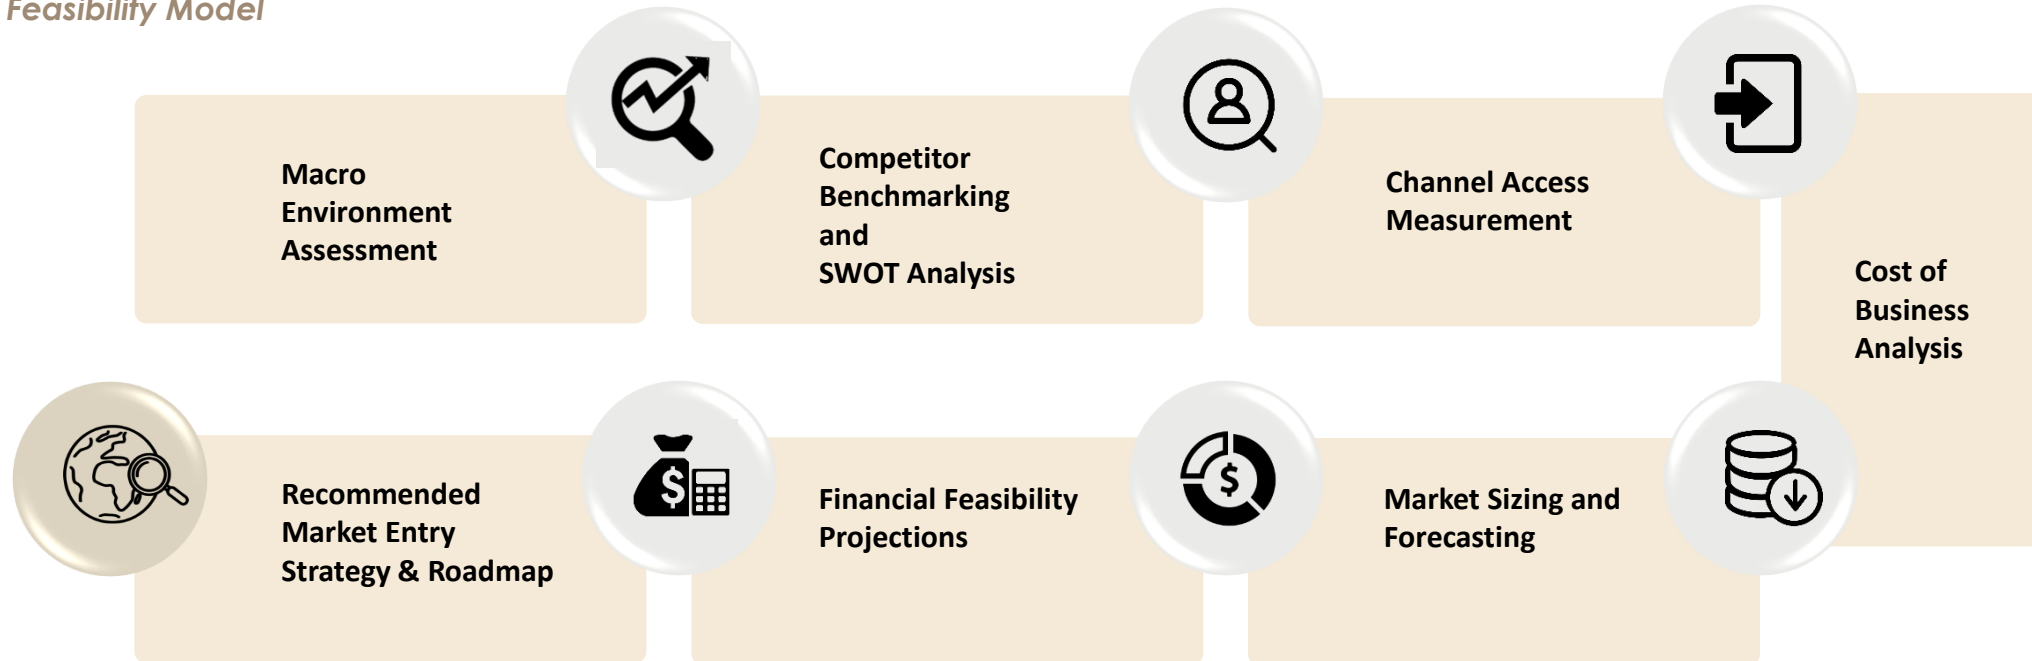 Feasibility Model
Macro
Environment
Assessment
Competitor
Benchmarking
and
SWOT Analysis
Channel Access
Measurement
Cost of
Business
Analysis
Recommended
Market Entry
Strategy & Roadmap
$
Financial Feasibility
Projections
$
Market Sizing and
Forecasting